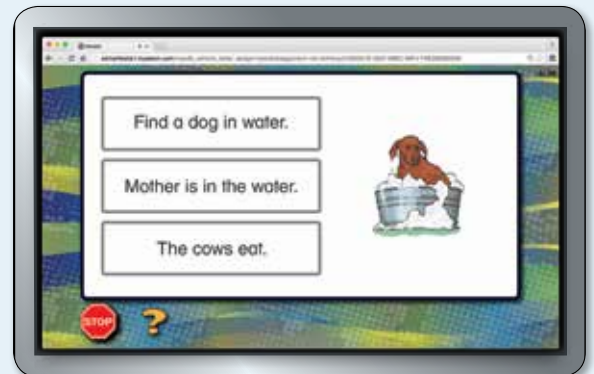 Find a dog in water.
Mother is in the water.
The cows eat.
STOP
?